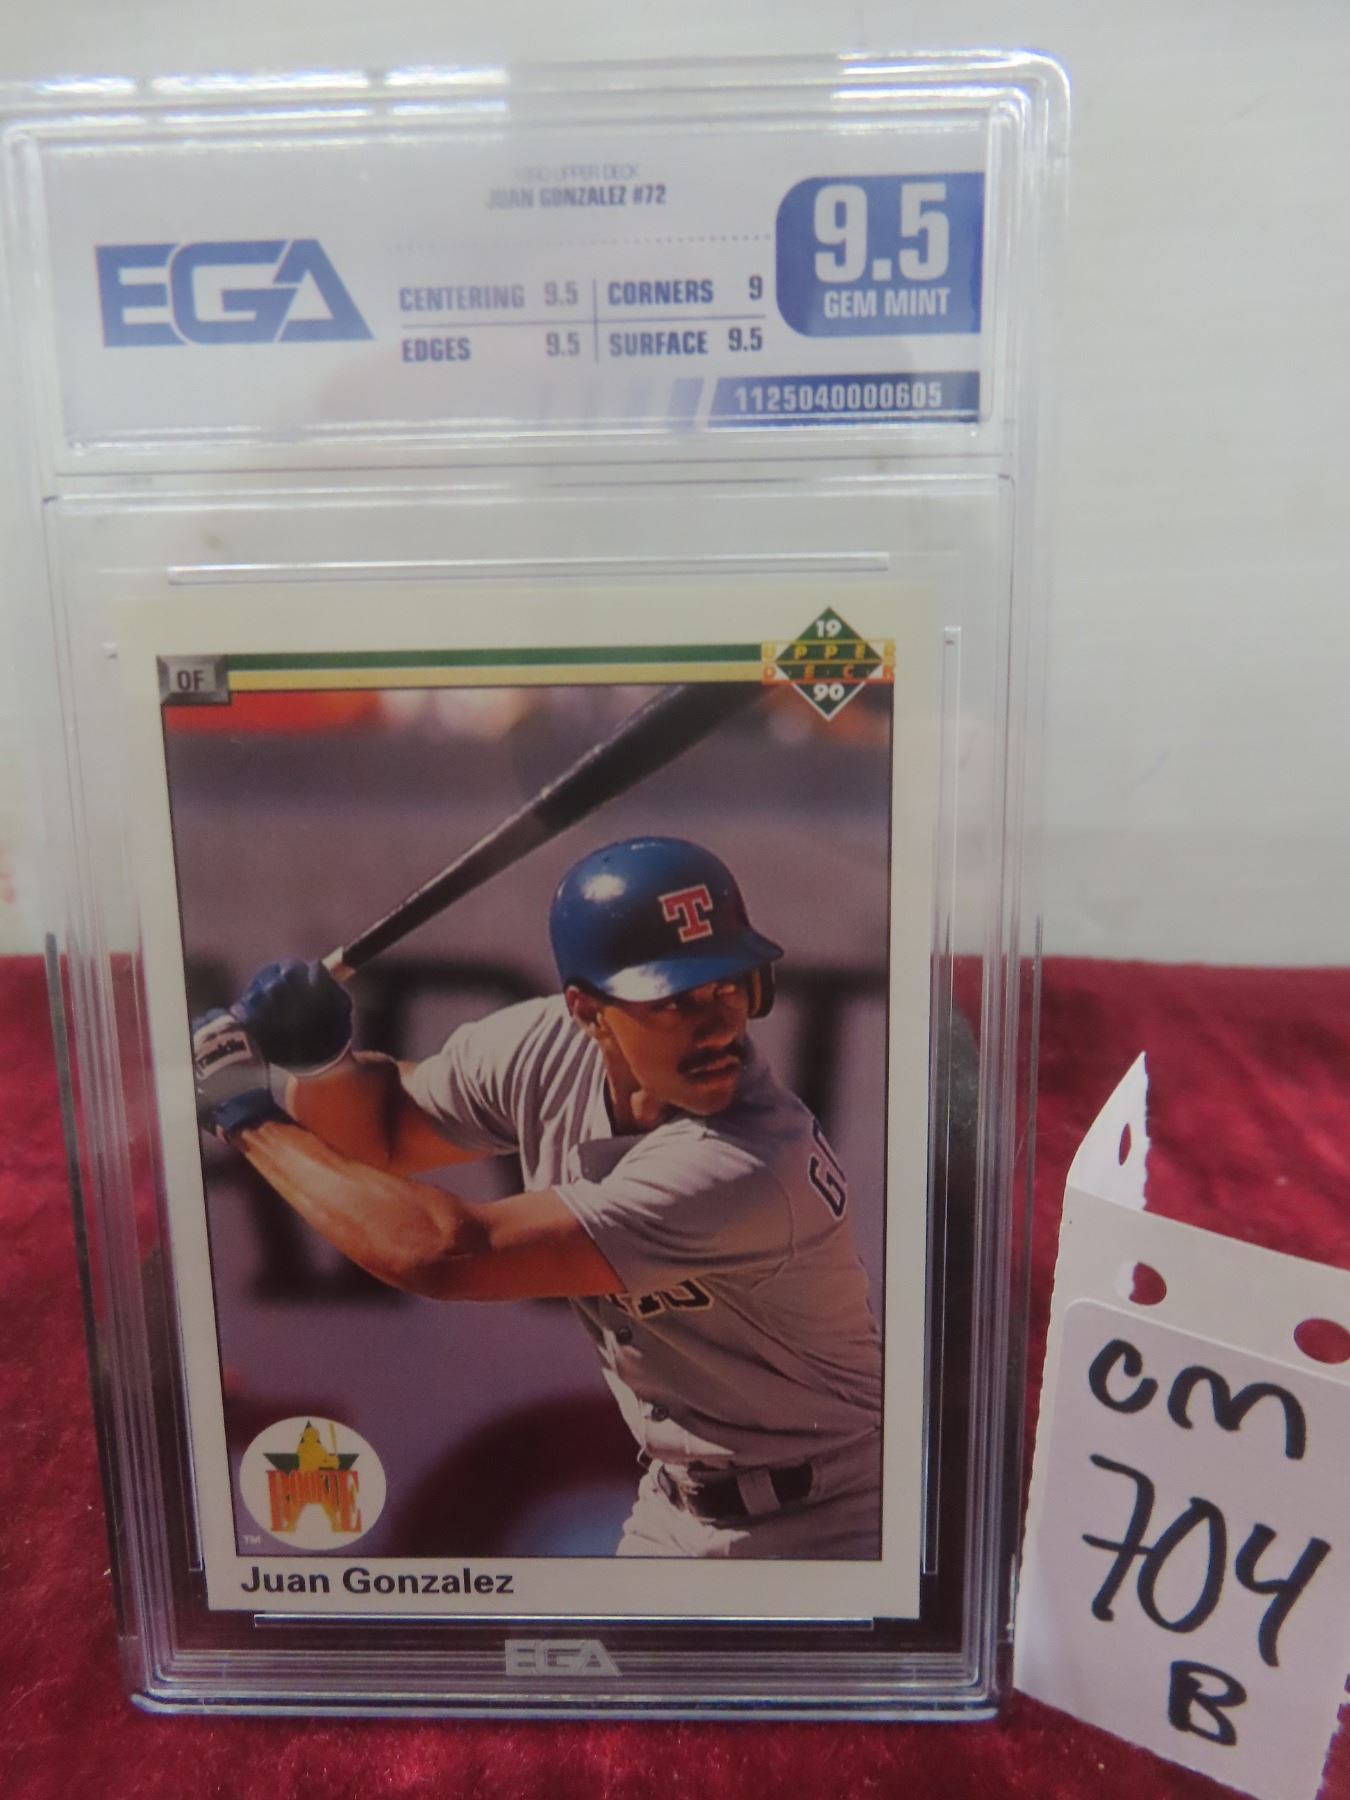 1990 UPPER DECK
JUAN GONZALEZ #72
EGA
CENTERING 9.5 CORNERS 9
EDGES 9.5 SURFACE 9.5
9.5
GEM MINT
1125040000605
OF
19
UPPER
DECK
90
T
Franklin
ROOKIE
TM
Juan Gonzalez
EGA
CM
704
B